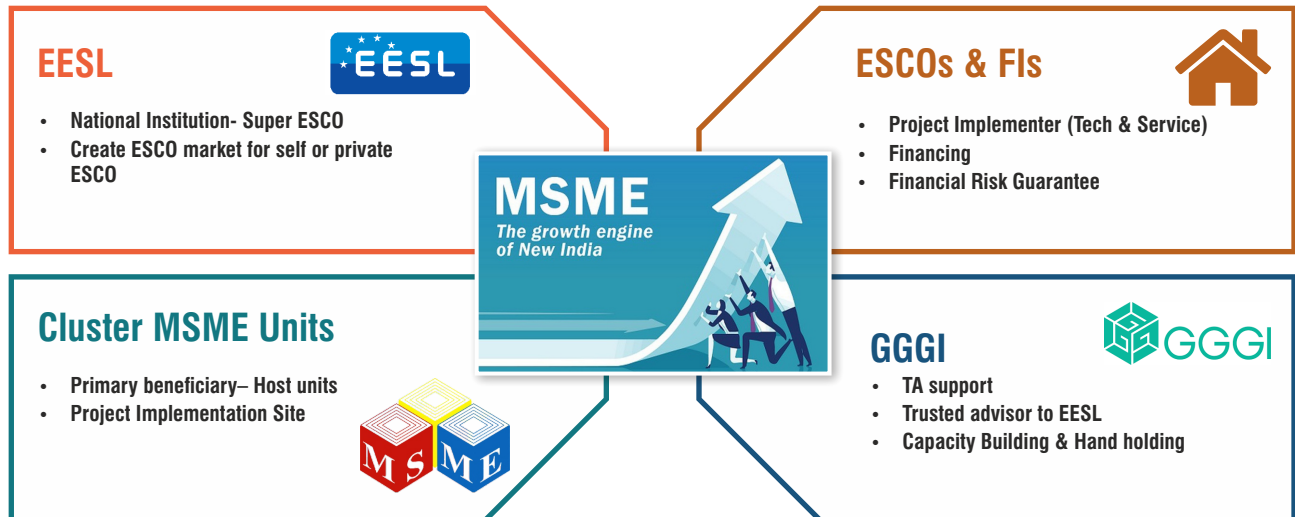 EESL
EESL
• National Institution- Super ESCO
• Create ESCO market for self or private
ESCO
ESCOs & FIs
• Project Implementer (Tech & Service)
• Financing
• Financial Risk Guarantee
MSME
The growth engine
of New India
Cluster MSME Units
• Primary beneficiary– Host units
• Project Implementation Site
M S M E
GGGI
GGGI
• TA support
• Trusted advisor to EESL
• Capacity Building & Hand holding